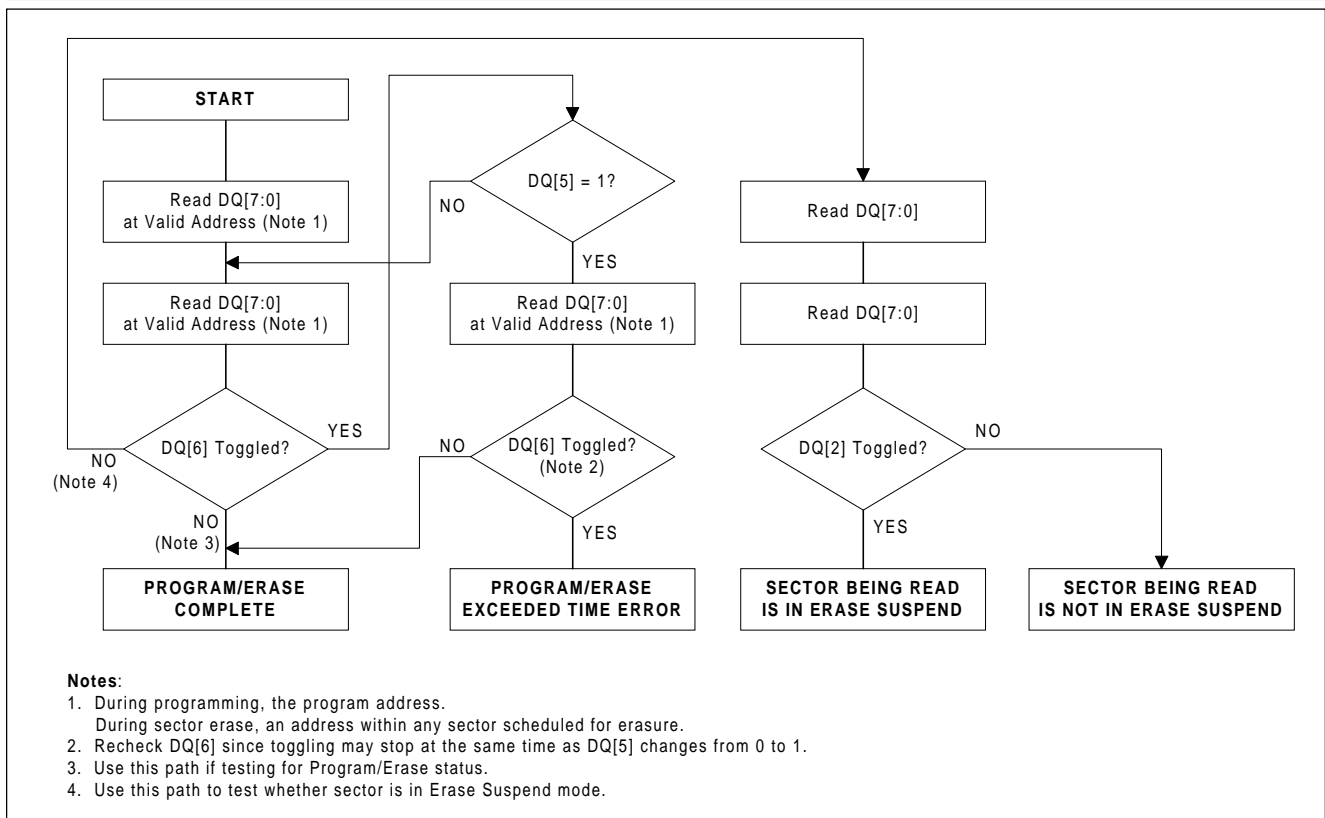 START
Read DQ[7:0]
at Valid Address (Note 1)
Read DQ[7:0]
at Valid Address (Note 1)
DQ[6] Toggled?
YES
NO
(Note 4)
NO
(Note 3)
PROGRAM/ERASE
COMPLETE
DQ[5] = 1?
NO
YES
Read DQ[7:0]
at Valid Address (Note 1)
DQ[6] Toggled?
(Note 2)
NO
YES
PROGRAM/ERASE
EXCEEDED TIME ERROR
Read DQ[7:0]
Read DQ[7:0]
DQ[2] Toggled?
NO
YES
SECTOR BEING READ
IS IN ERASE SUSPEND
SECTOR BEING READ
IS NOT IN ERASE SUSPEND
Notes:
1. During programming, the program address.
During sector erase, an address within any sector scheduled for erasure.
2. Recheck DQ[6] since toggling may stop at the same time as DQ[5] changes from 0 to 1.
3. Use this path if testing for Program/Erase status.
4. Use this path to test whether sector is in Erase Suspend mode.